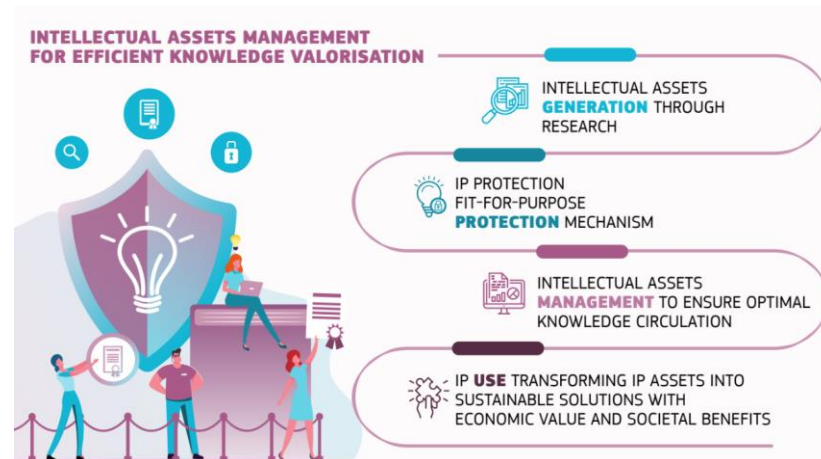 INTELLECTUAL ASSETS MANAGEMENT
FOR EFFICIENT KNOWLEDGE VALORISATION
INTELLECTUAL ASSETS
GENERATION THROUGH
RESEARCH
IP PROTECTION
FIT-FOR-PURPOSE
PROTECTION MECHANISM
INTELLECTUAL ASSETS
MANAGEMENT TO ENSURE OPTIMAL
KNOWLEDGE CIRCULATION
IP USE TRANSFORMING IP ASSETS INTO
SUSTAINABLE SOLUTIONS WITH
ECONOMIC VALUE AND SOCIETAL BENEFITS